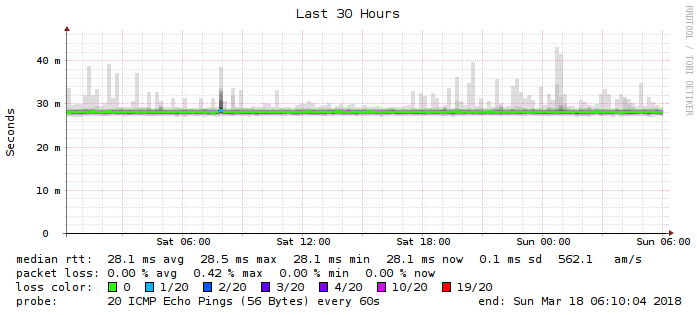 Last 30 Hours
RRDTOOL / TOBI OETIKER
Seconds
40 m
30 m
20 m
10 m
0
Sat 06:00 Sat 12:00 Sat 18:00 Sun 00:00 Sun 06:00
median rtt: 28.1 ms avg 28.5 ms max 28.1 ms min 28.1 ms now 0.1 ms sd 562.1 am/s
packet loss: 0.00 % avg 0.42 % max 0.00 % min 0.00 % now
loss color: 0 1/20 2/20 3/20 4/20 10/20 19/20
probe: 20 ICMP Echo Pings (56 Bytes) every 60s end: Sun Mar 18 06:10:04 2018